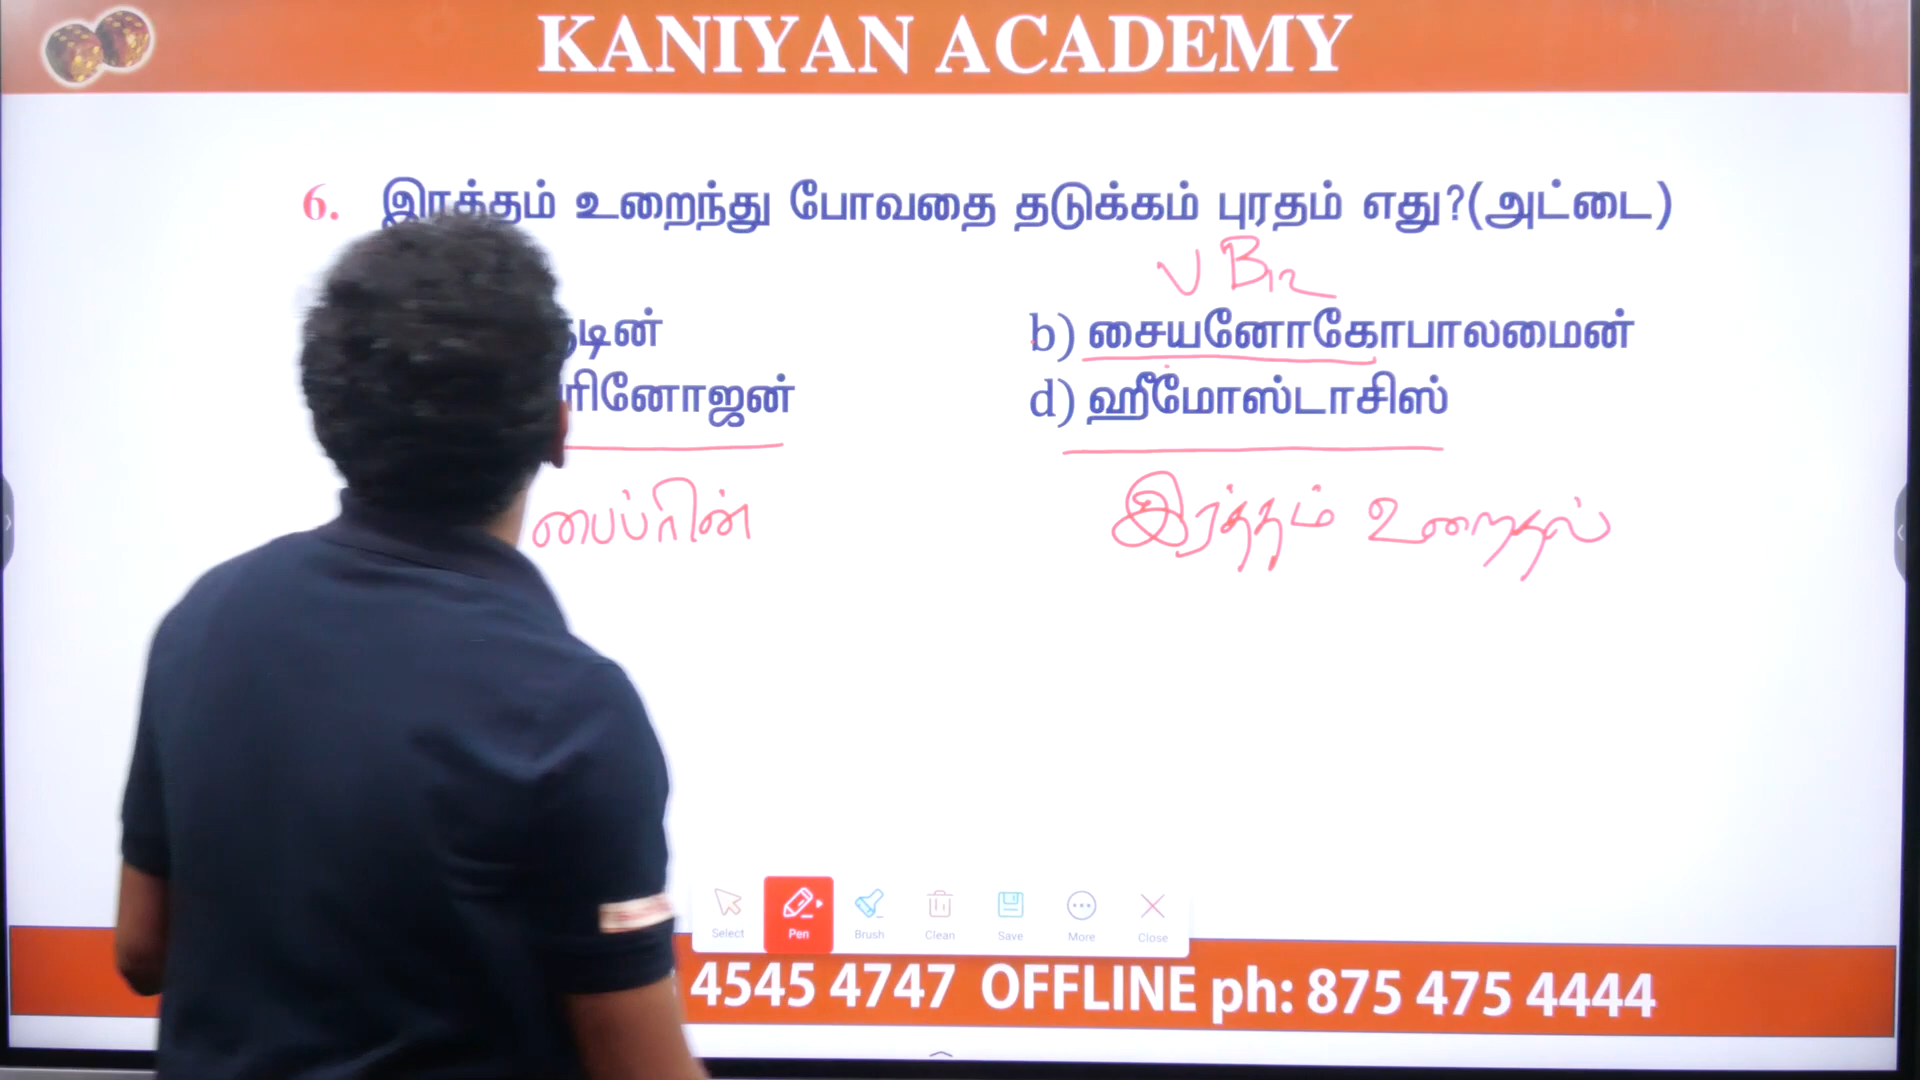 KANIYAN ACADEMY
6. இரத்தம் உறைந்து போவதை தடுக்கம் புரதம் எது?(அட்டை)
V B12
டின்
b) சையனோகோபாலமைன்
ரினோஜன்
d) ஹீமோஸ்டாசிஸ்
பைப்ரின்
இரத்தம் உறைதல்
Select Pen Brush Clean Save More Close
4545 4747 OFFLINE ph: 875 475 4444